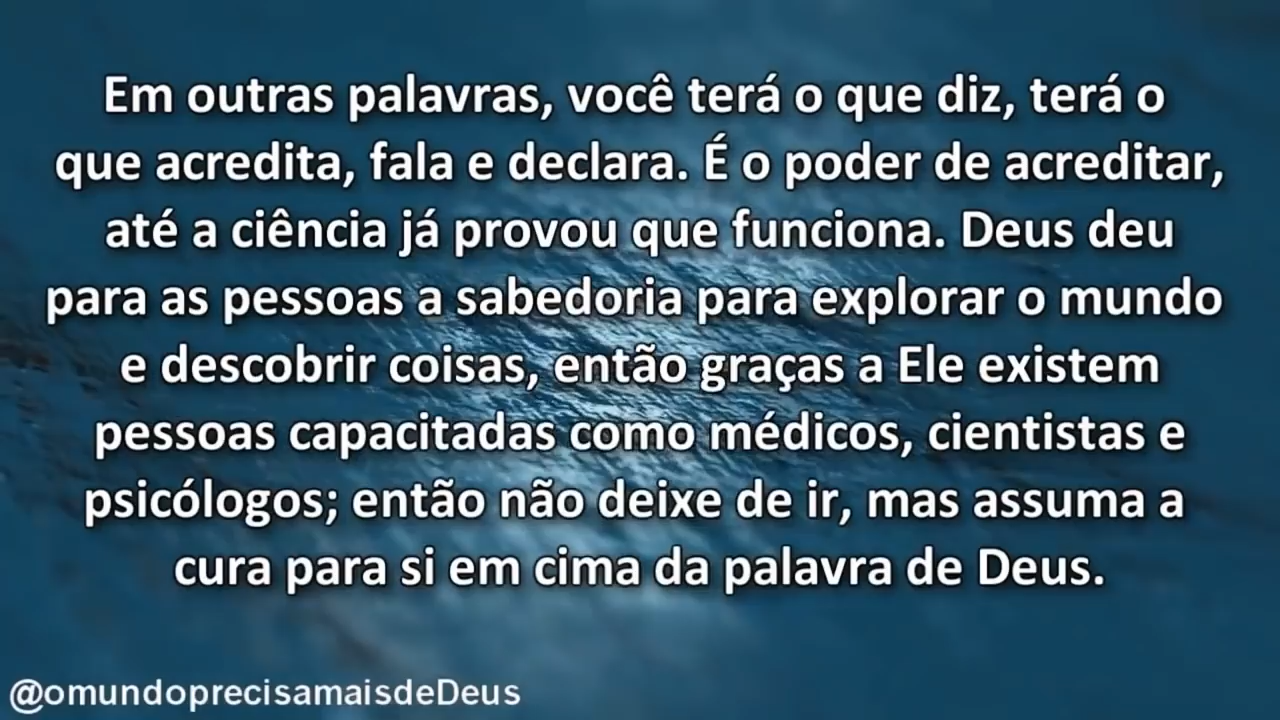 Em outras palavras, você terá o que diz, terá o
que acredita, fala e declara. É o poder de acreditar,
até a ciência já provou que funciona. Deus deu
para as pessoas a sabedoria para explorar o mundo
e descobrir coisas, então graças a Ele existem
pessoas capacitadas como médicos, cientistas e
psicólogos; então não deixe de ir, mas assuma a
cura para si em cima da palavra de Deus.
@omundoprecisamaisdeDeus